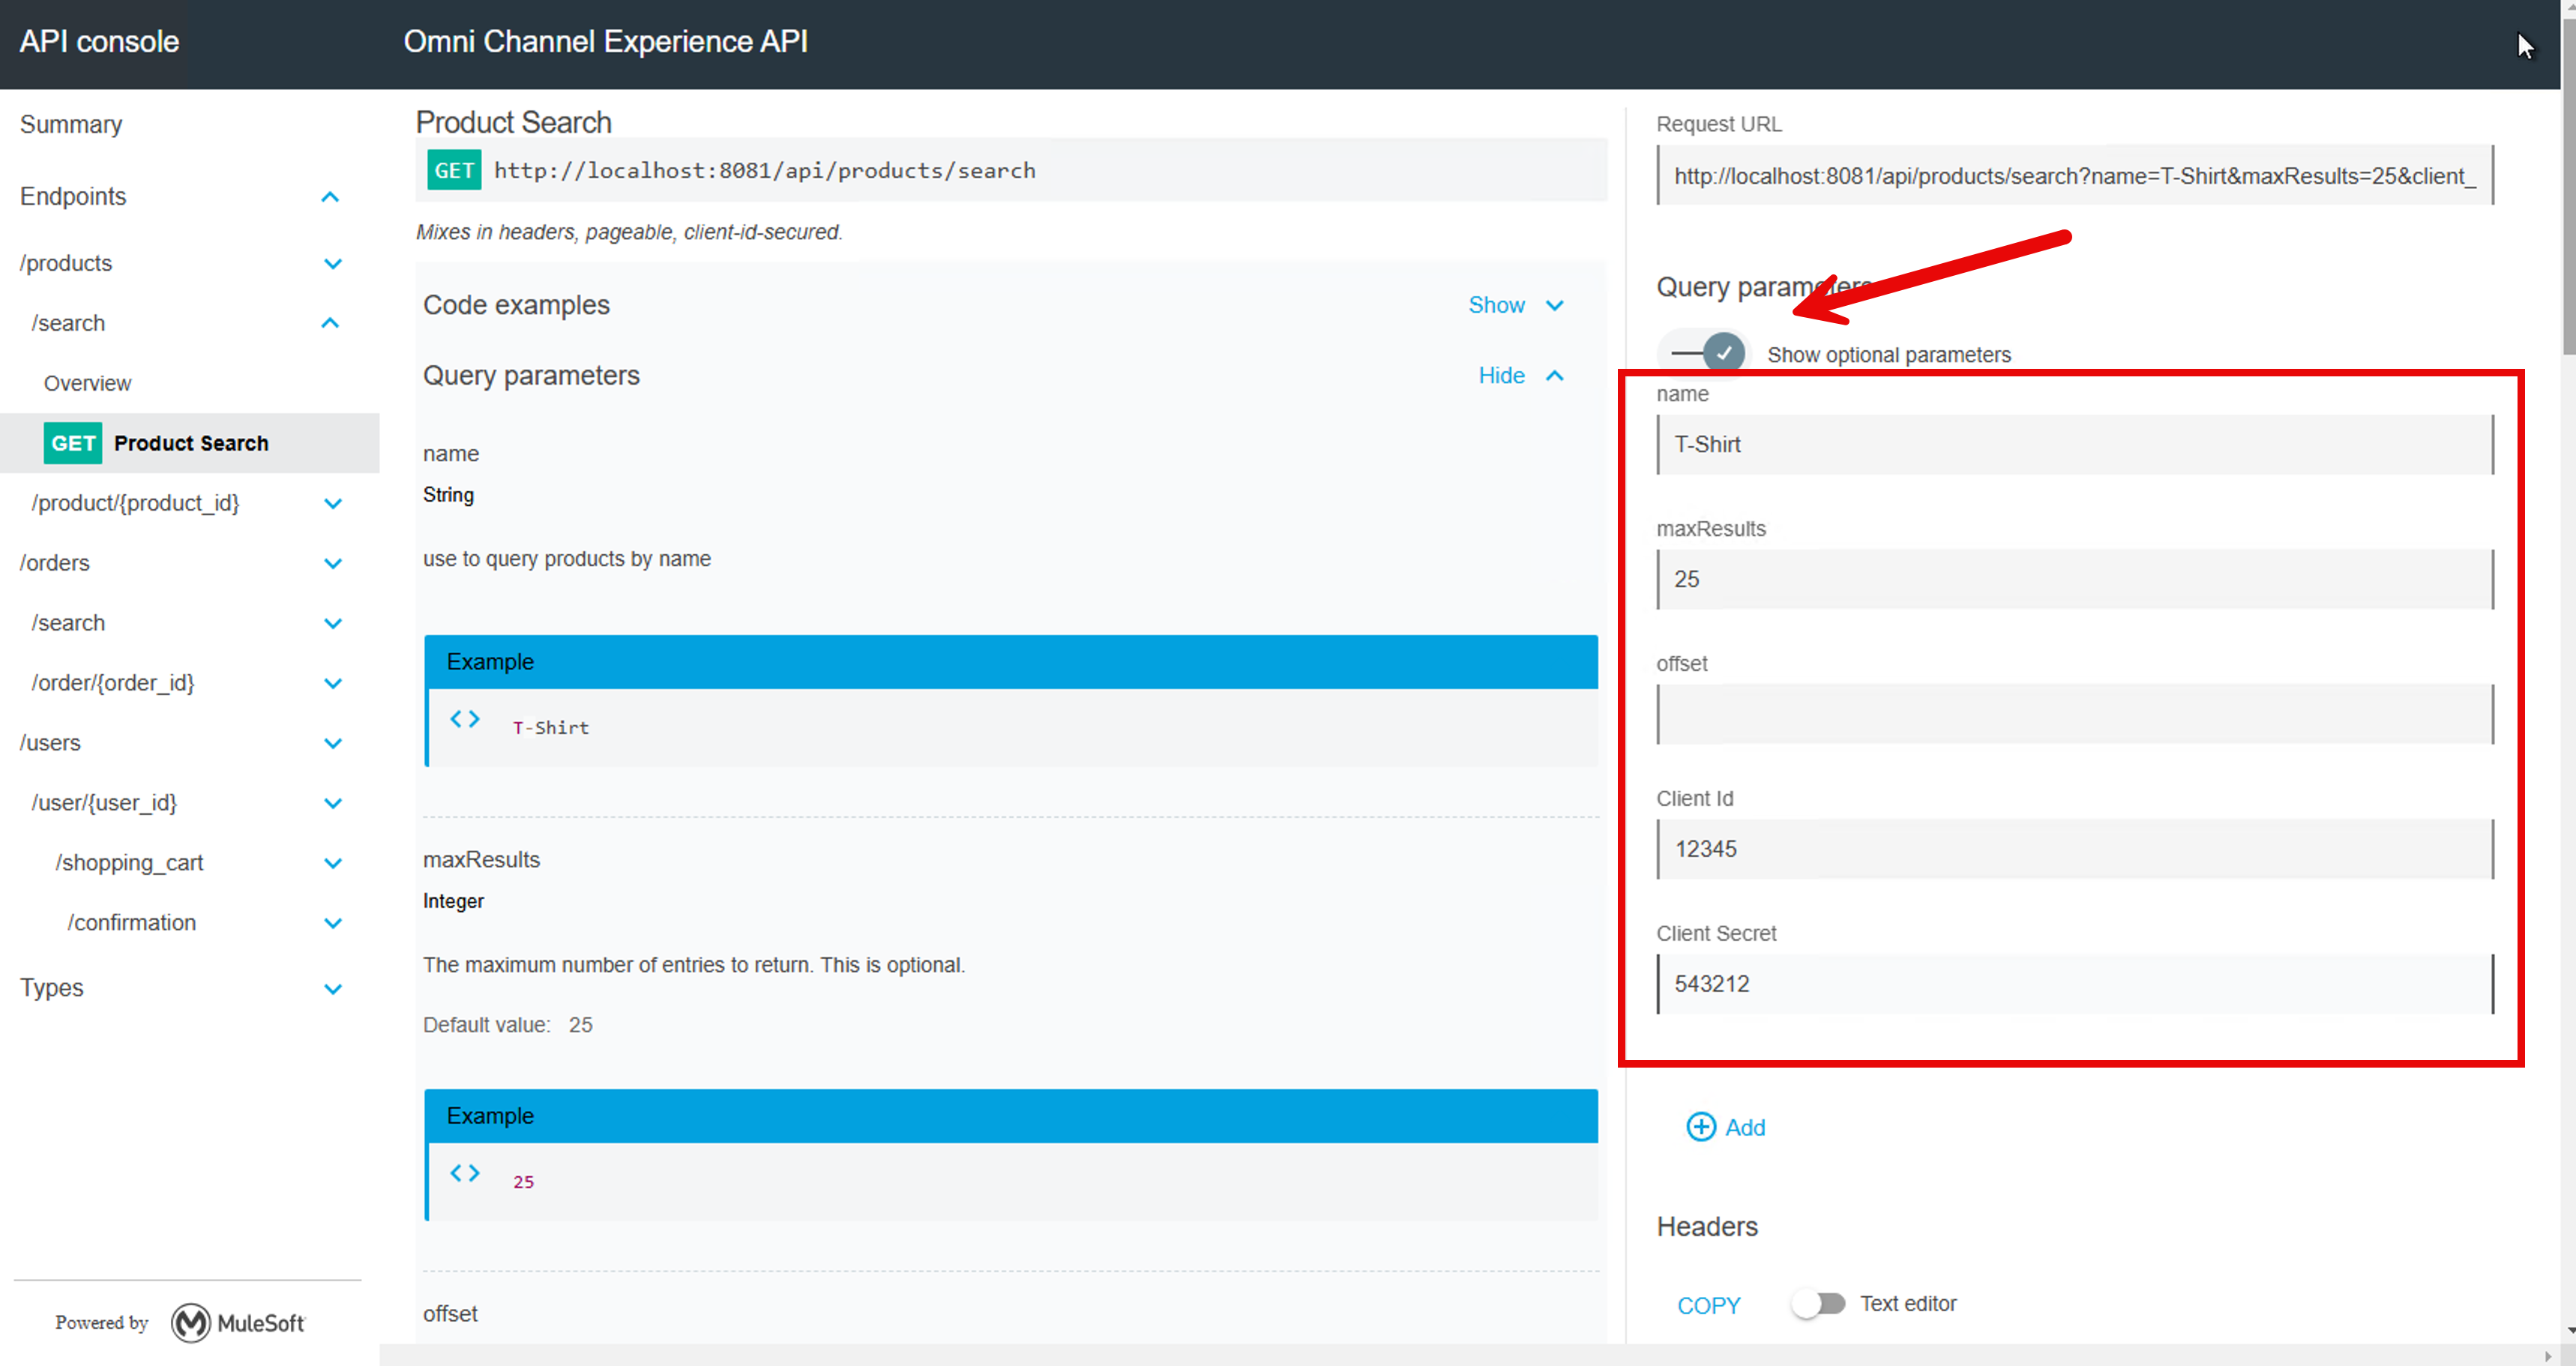 API console
Omni Channel Experience API
Summary
Endpoints
/products
/search
Overview
GET Product Search
/product/{product_id}
/orders
/search
/order/{order_id}
/users
/user/{user_id}
/shopping_cart
/confirmation
Types
Powered by MuleSoft
Product Search
GET http://localhost:8081/api/products/search
Mixes in headers, pageable, client-id-secured.
Code examples Show
Query parameters Hide
name
String
use to query products by name
Example
<> T-Shirt
maxResults
Integer
The maximum number of entries to return. This is optional.
Default value: 25
Example
<> 25
offset
Request URL
http://localhost:8081/api/products/search?name=T-Shirt&maxResults=25&client_
Query parameters
Show optional parameters
name
T-Shirt
maxResults
25
offset
Client Id
12345
Client Secret
543212
Add
Headers
COPY Text editor